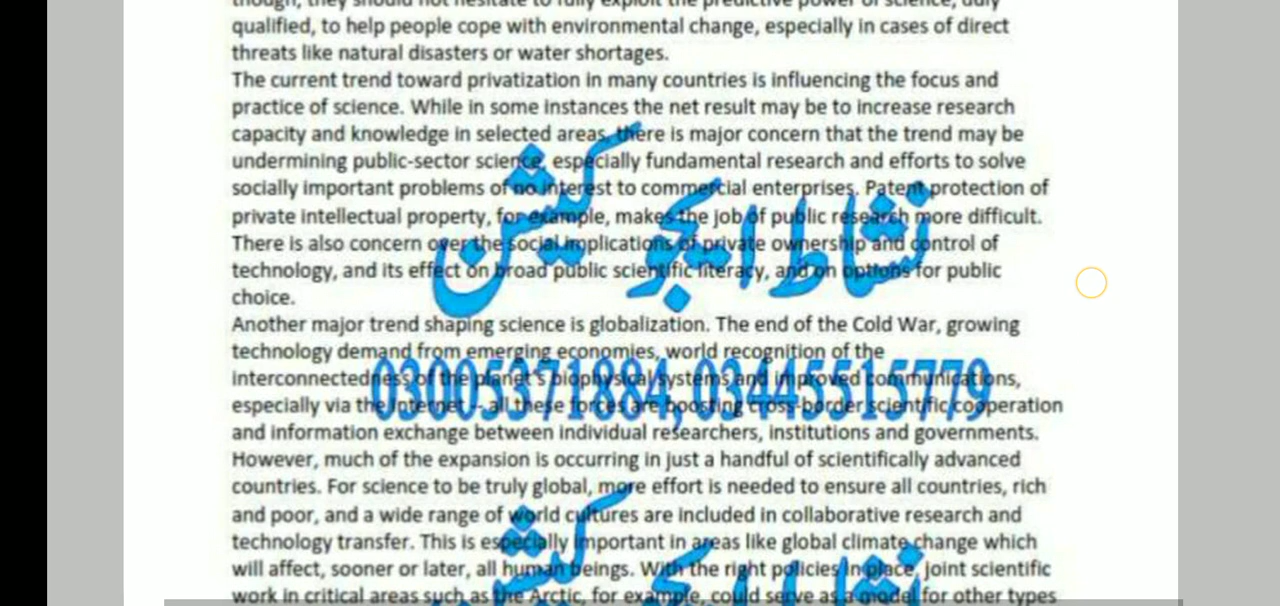 though, they should not hesitate to fully exploit the predictive power of science, duly
qualified, to help people cope with environmental change, especially in cases of direct
threats like natural disasters or water shortages.
The current trend toward privatization in many countries is influencing the focus and
practice of science. While in some instances the net result may be to increase research
capacity and knowledge in selected areas, there is major concern that the trend may be
undermining public-sector science, especially fundamental research and efforts to solve
socially important problems of no interest to commercial enterprises. Patent protection of
private intellectual property, for example, makes the job of public research more difficult.
There is also concern over the social implications of private ownership and control of
technology, and its effect on broad public scientific literacy, and on options for public
choice.
نشاط ایجوکیشن
Another major trend shaping science is globalization. The end of the Cold War, growing
technology demand from emerging economies, world recognition of the
interconnectedness of the planet's biophysical systems and improved communications,
especially via the Internet -- all these forces are boosting cross-border scientific cooperation
03005371884,03445515779
and information exchange between individual researchers, institutions and governments.
However, much of the expansion is occurring in just a handful of scientifically advanced
countries. For science to be truly global, more effort is needed to ensure all countries, rich
and poor, and a wide range of world cultures are included in collaborative research and
technology transfer. This is especially important in areas like global climate change which
will affect, sooner or later, all human beings. With the right policies in place, joint scientific
work in critical areas such as the Arctic, for example, could serve as a model for other types
نشاط ایجوکیشن